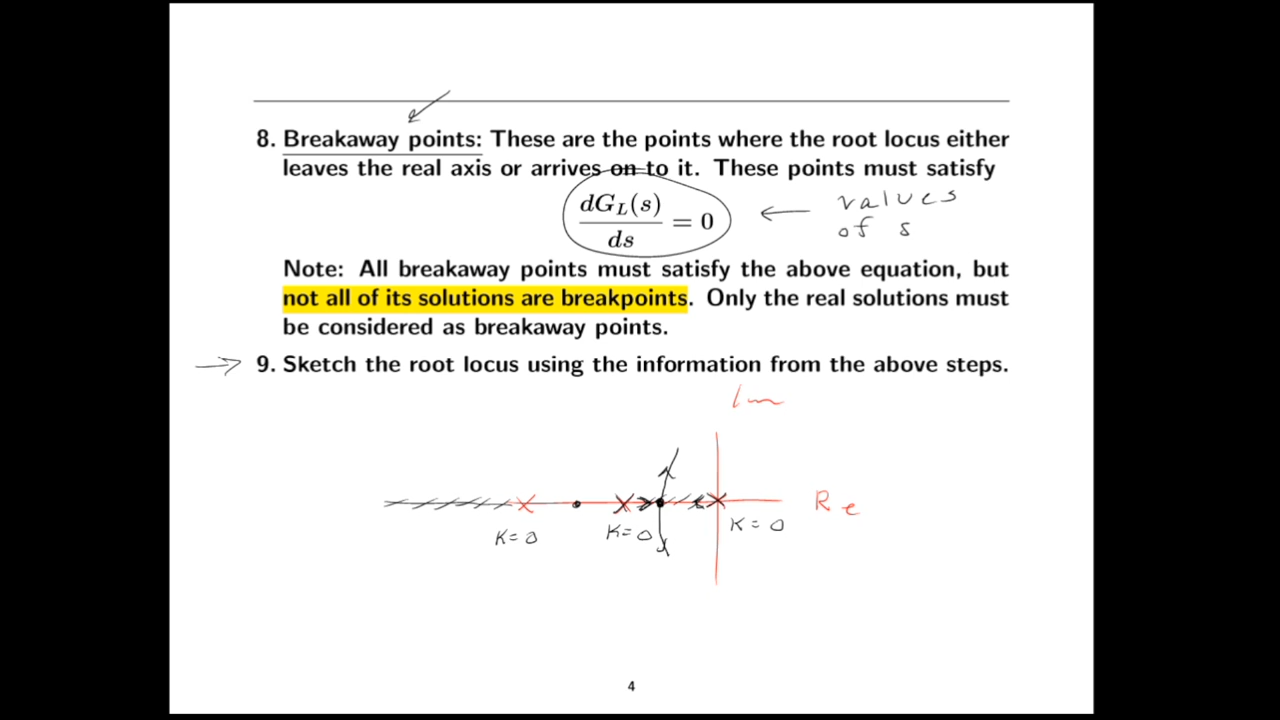 8. Breakaway points: These are the points where the root locus either
leaves the real axis or arrives on to it. These points must satisfy
dG_L(s)
ds
= 0
values
of s
Note: All breakaway points must satisfy the above equation, but
not all of its solutions are breakpoints. Only the real solutions must
be considered as breakaway points.
9. Sketch the root locus using the information from the above steps.
Im
Re
K=0
K=0
K=0
4